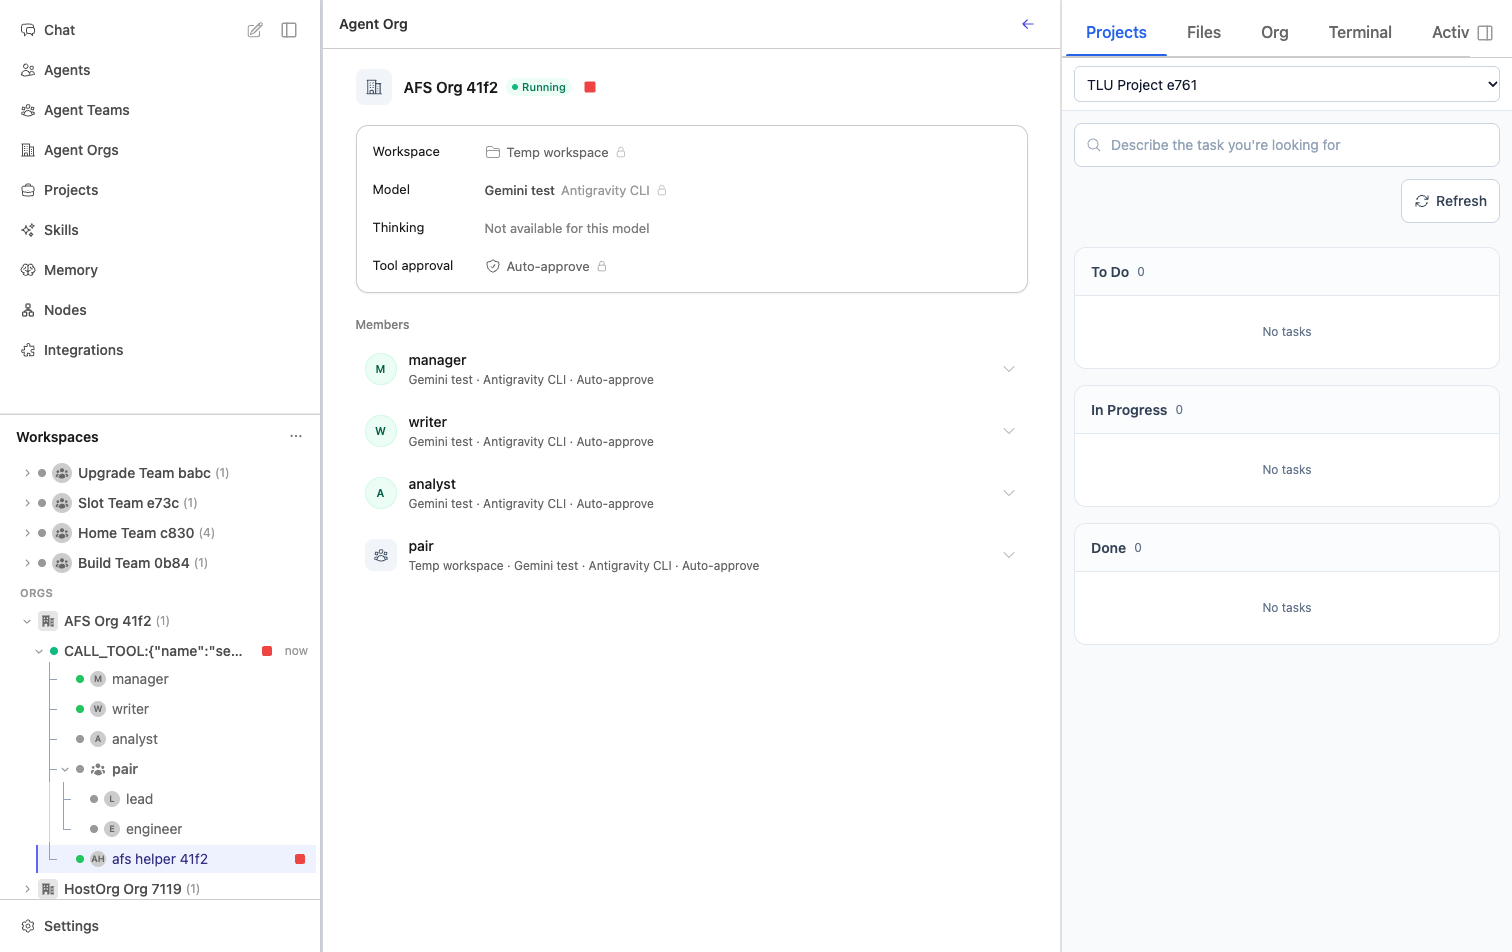 Chat
Agents
Agent Teams
Agent Orgs
Projects
Skills
Memory
Nodes
Integrations
Workspaces
Upgrade Team babc (1)
Slot Team e73c (1)
Home Team c830 (4)
Build Team 0b84 (1)
ORGS
AFS Org 41f2 (1)
CALL_TOOL:{"name":"se... now
M manager
W writer
A analyst
pair
L lead
E engineer
AH afs helper 41f2
HostOrg Org 7119 (1)
Settings
Agent Org
AFS Org 41f2 Running
Workspace Temp workspace
Model Gemini test Antigravity CLI
Thinking Not available for this model
Tool approval Auto-approve
Members
M manager
Gemini test · Antigravity CLI · Auto-approve
W writer
Gemini test · Antigravity CLI · Auto-approve
A analyst
Gemini test · Antigravity CLI · Auto-approve
pair
Temp workspace · Gemini test · Antigravity CLI · Auto-approve
Projects Files Org Terminal Activ
TLU Project e761
Describe the task you're looking for
Refresh
To Do 0
No tasks
In Progress 0
No tasks
Done 0
No tasks